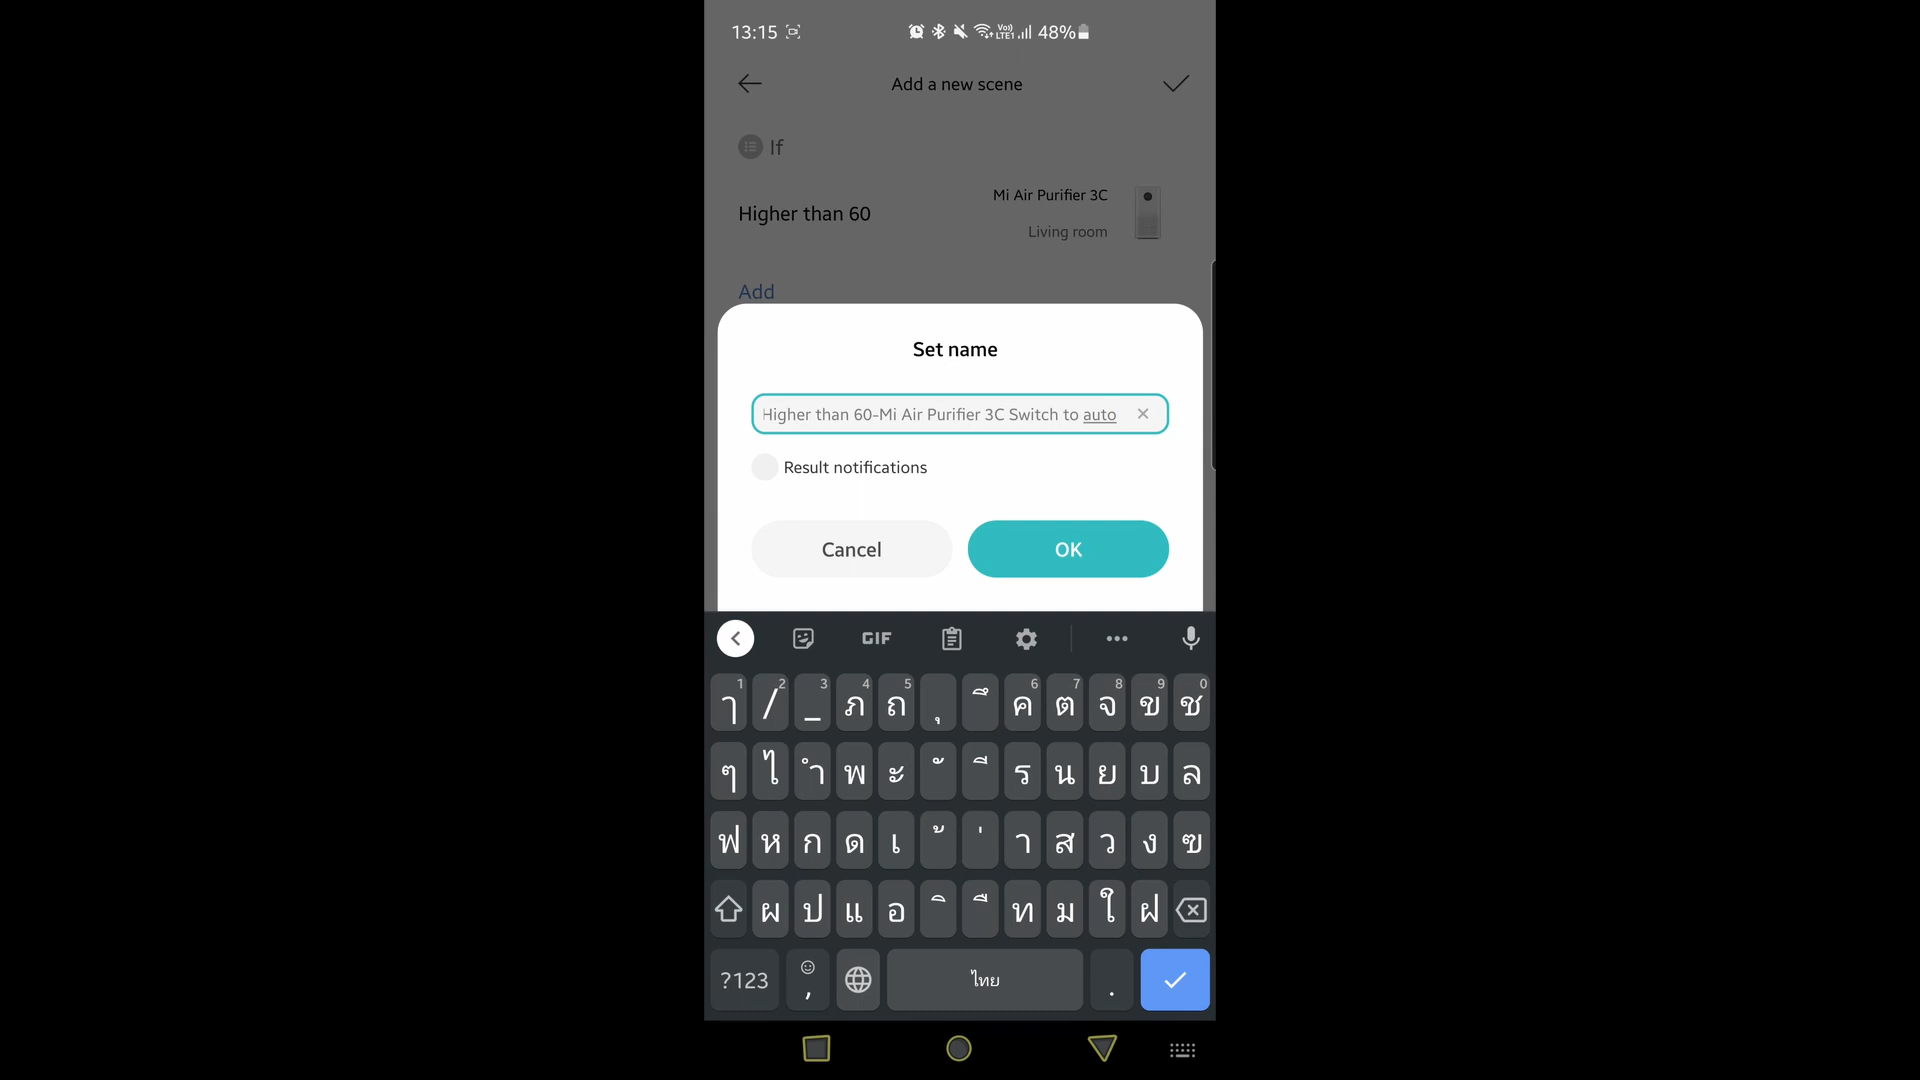 13:15 Vo) LTE1 48%
Add a new scene
If
Mi Air Purifier 3C
Higher than 60
Living room
Add
Set name
Higher than 60-Mi Air Purifier 3C Switch to auto
Result notifications
Cancel OK
GIF
1 2 3 4 5 6 7 8 9 0
ๅ / _ ภ ถ ุ ึ ค ต จ ข ช
ๆ ไ ำ พ ะ ั ี ร น ย บ ล
ฟ ห ก ด เ ้ ่ า ส ว ง ฃ
ผ ป แ อ ิ ื ท ม ใ ฝ
?123 , ไทย .